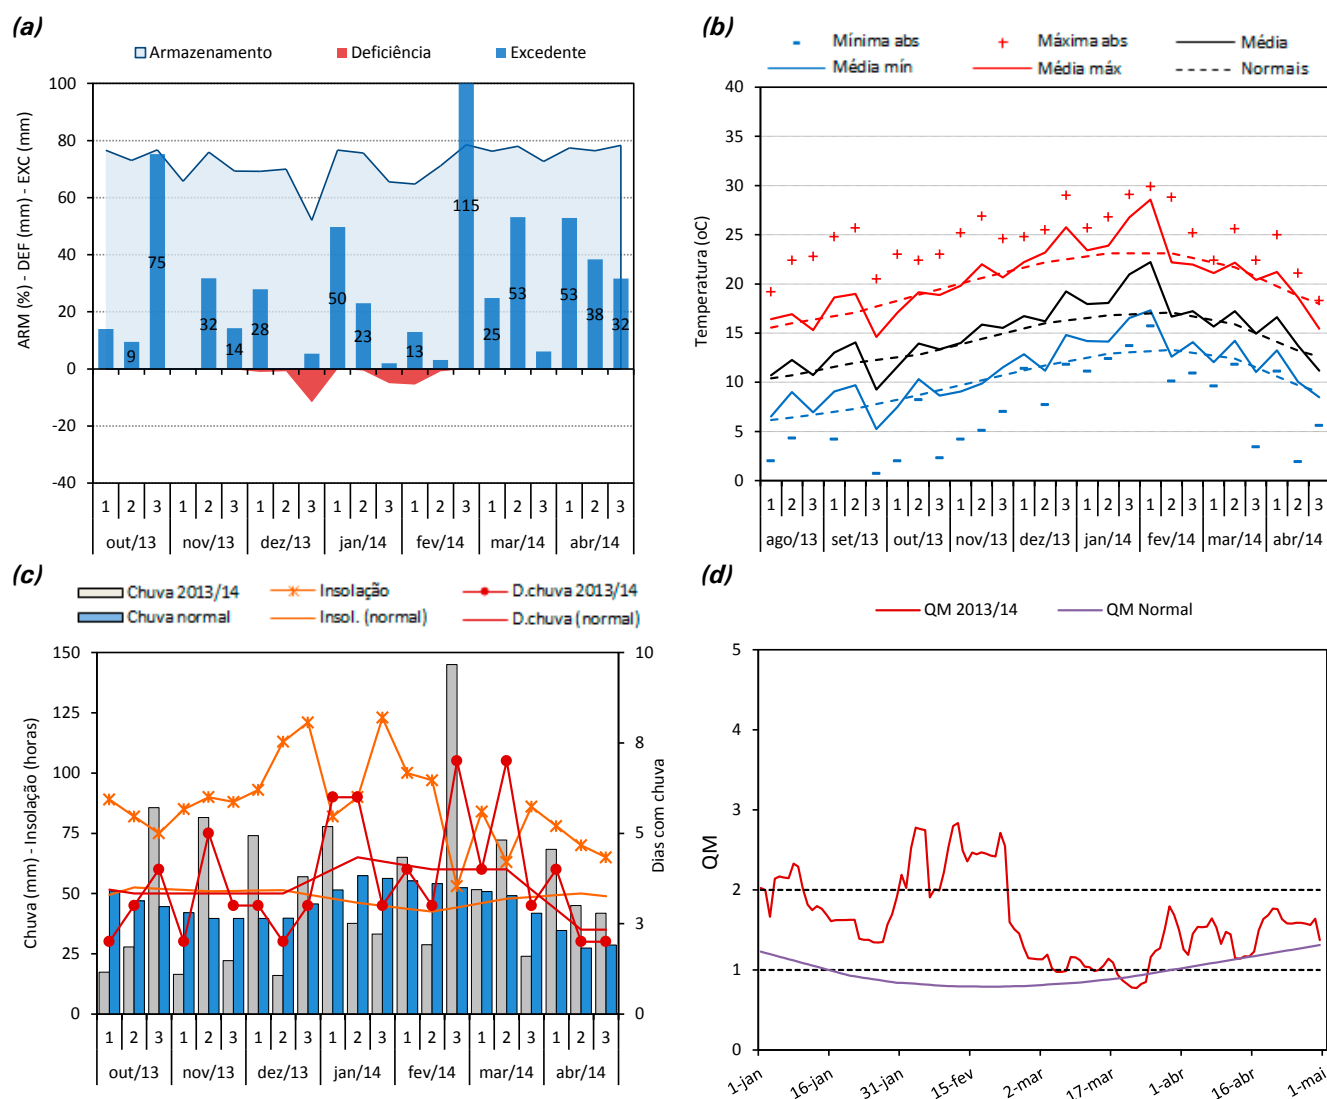 (a)
Armazenamento Deficiência Excedente
ARM (%) - DEF (mm) - EXC (mm)
100
80
60
40
20
0
-20
-40
9 75 32 14 28 50 23 13 115 25 53 53 38 32
1 2 3 1 2 3 1 2 3 1 2 3 1 2 3 1 2 3 1 2 3
out/13 nov/13 dez/13 jan/14 fev/14 mar/14 abr/14
(b)
Mínima abs Máxima abs Média
Média mín Média máx Normais
Temperatura (oC)
40
35
30
25
20
15
10
5
0
1 2 3 1 2 3 1 2 3 1 2 3 1 2 3 1 2 3 1 2 3 1 2 3 1 2 3
ago/13 set/13 out/13 nov/13 dez/13 jan/14 fev/14 mar/14 abr/14
(c)
Chuva 2013/14 Insolação D.chuva 2013/14
Chuva normal Insol. (normal) D.chuva (normal)
Chuva (mm) - Insolação (horas)
150
125
100
75
50
25
0
10
8
5
3
0
Dias com chuva
1 2 3 1 2 3 1 2 3 1 2 3 1 2 3 1 2 3 1 2 3
out/13 nov/13 dez/13 jan/14 fev/14 mar/14 abr/14
(d)
QM 2013/14 QM Normal
QM
5
4
3
2
1
0
1-jan 16-jan 31-jan 15-fev 2-mar 17-mar 1-abr 16-abr 1-mai